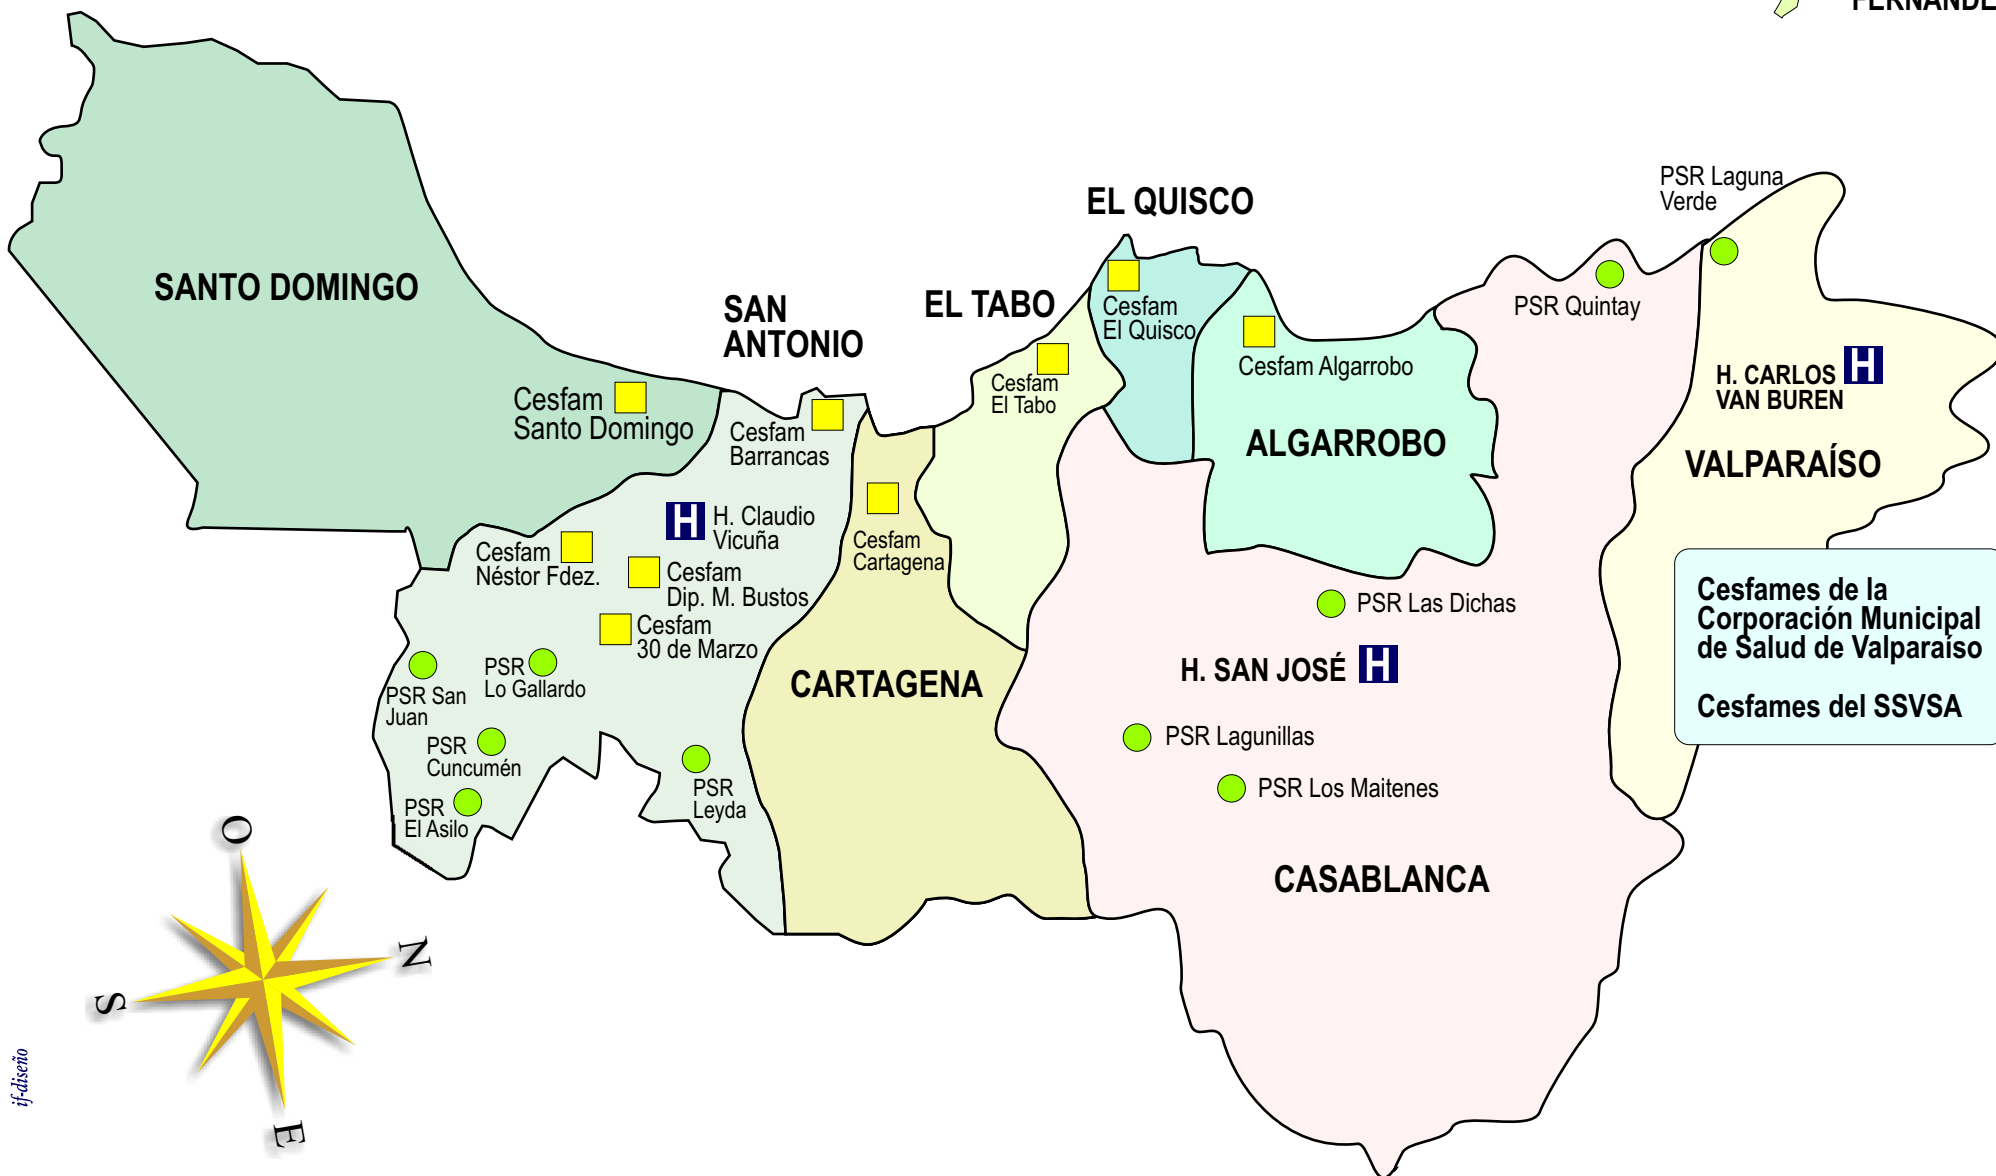 FERNÁNDE
PSR Laguna
Verde
EL QUISCO
SANTO DOMINGO
SAN
ANTONIO
EL TABO
Cesfam
El Quisco
PSR Quintay
Cesfam Algarrobo
H. CARLOS
VAN BUREN
H
Cesfam
El Tabo
Cesfam
Santo Domingo
Cesfam
Barrancas
ALGARROBO
VALPARAÍSO
H
H. Claudio
Vicuña
Cesfam
Néstor Fdez.
Cesfam
Cartagena
Cesfam
Dip. M. Bustos
Cesfam
30 de Marzo
PSR Las Dichas
Cesfames de la
Corporación Municipal
de Salud de Valparaíso
Cesfames del SSVSA
H. SAN JOSÉ
H
CARTAGENA
PSR
Lo Gallardo
PSR San
Juan
PSR
Cuncumén
PSR Lagunillas
PSR Los Maitenes
PSR
Leyda
PSR
El Asilo
CASABLANCA
O
N
S
E
if-diseño